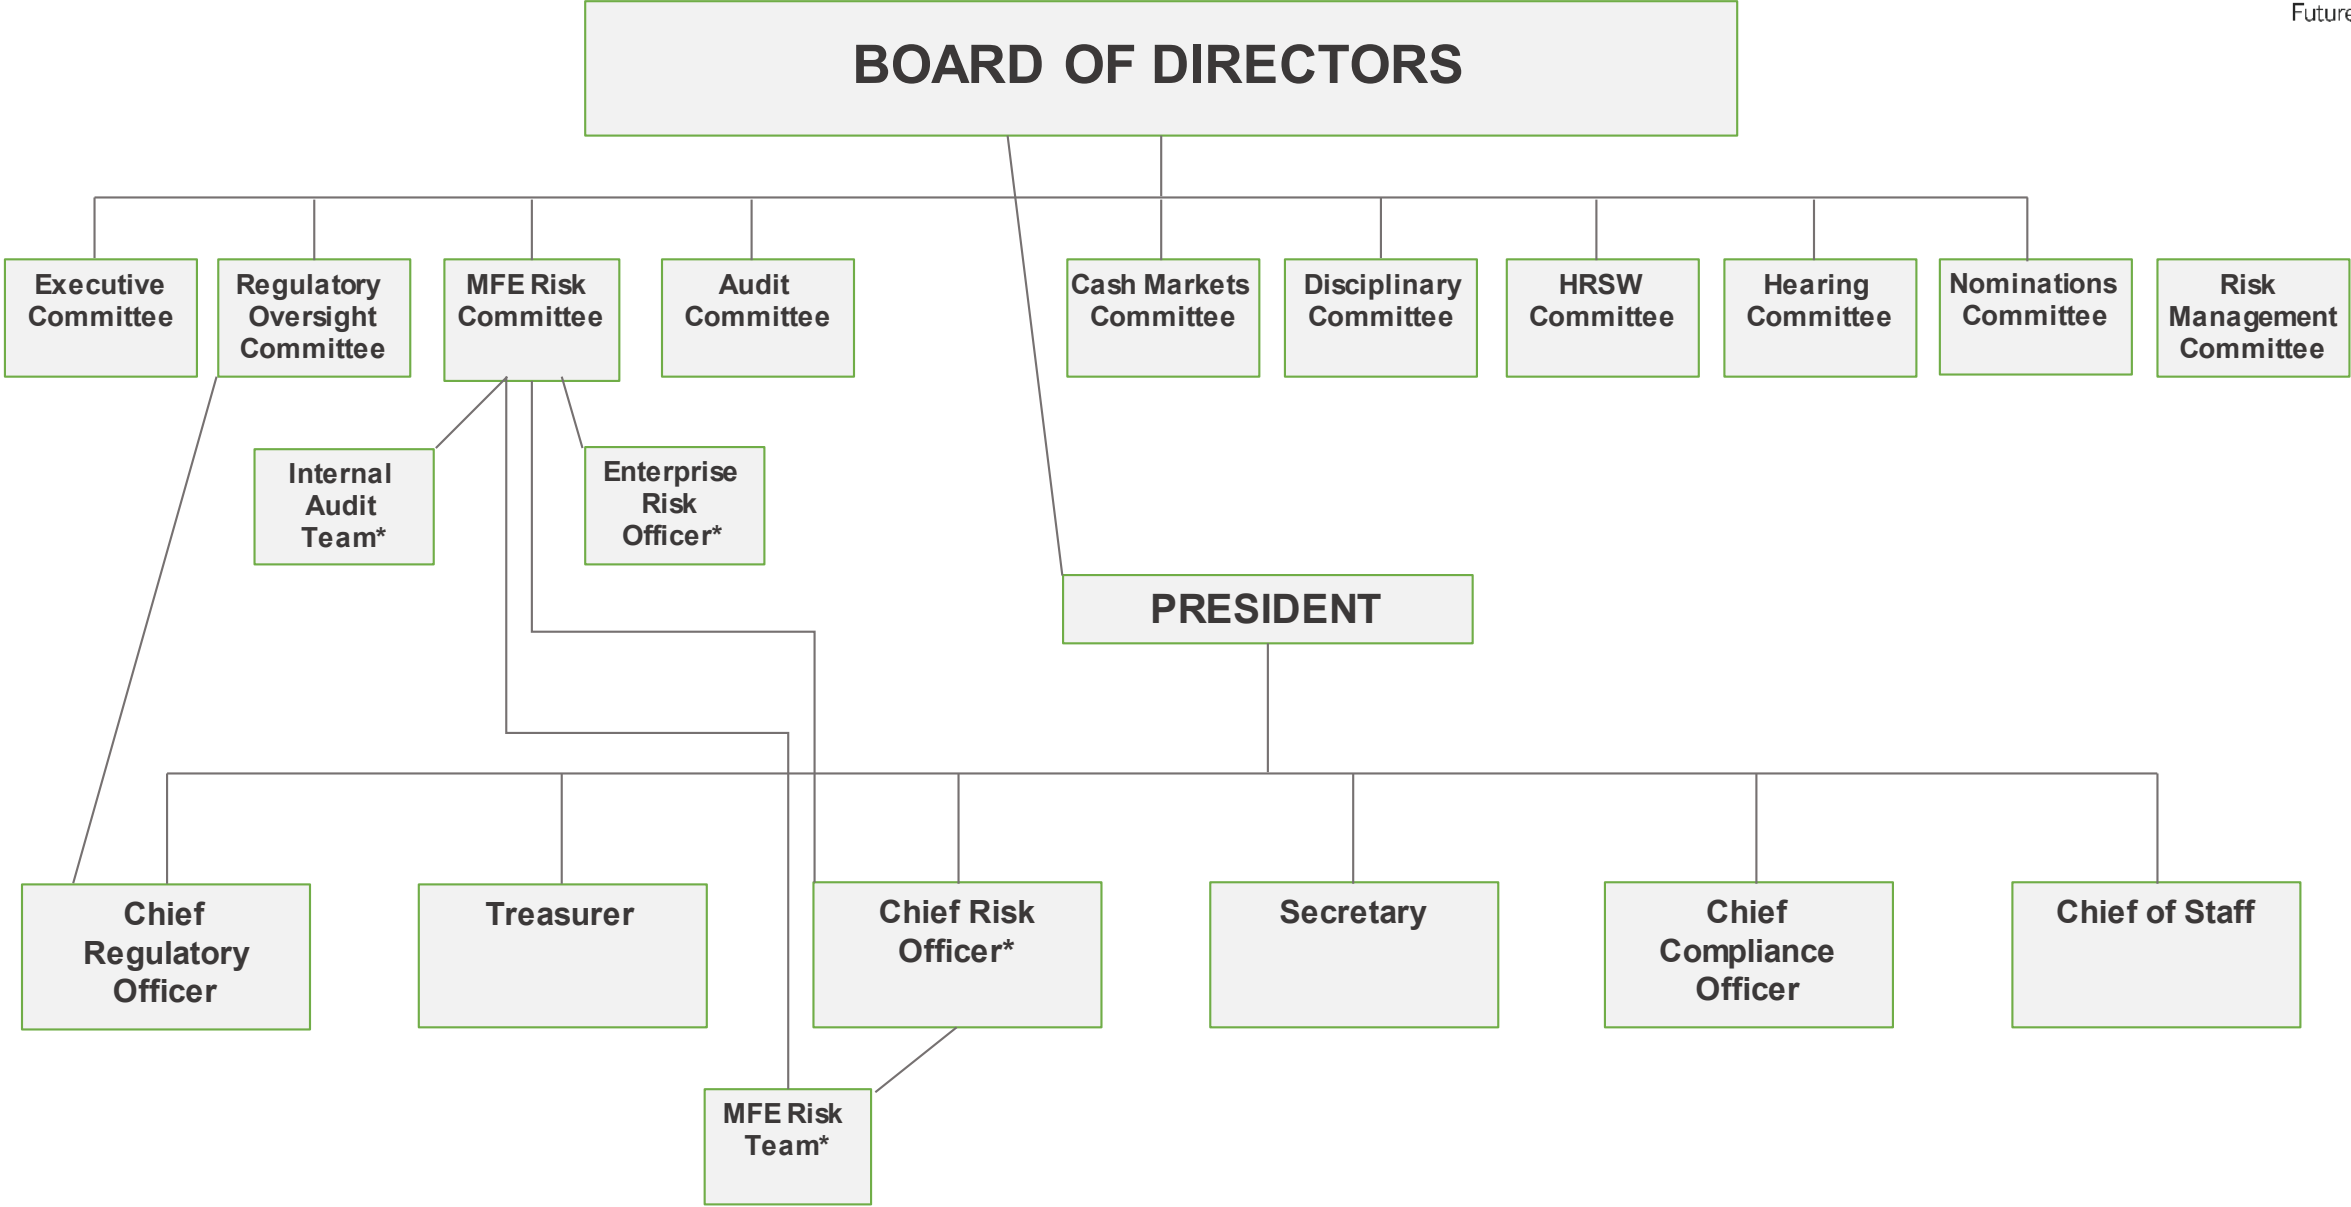 Future
BOARD OF DIRECTORS
Executive
Committee
Regulatory
Oversight
Committee
MFE Risk
Committee
Audit
Committee
Cash Markets
Committee
Disciplinary
Committee
HRSW
Committee
Hearing
Committee
Nominations
Committee
Risk
Management
Committee
Internal
Audit
Team*
Enterprise
Risk
Officer*
PRESIDENT
Chief
Regulatory
Officer
Treasurer
Chief Risk
Officer*
Secretary
Chief
Compliance
Officer
Chief of Staff
MFE Risk
Team*